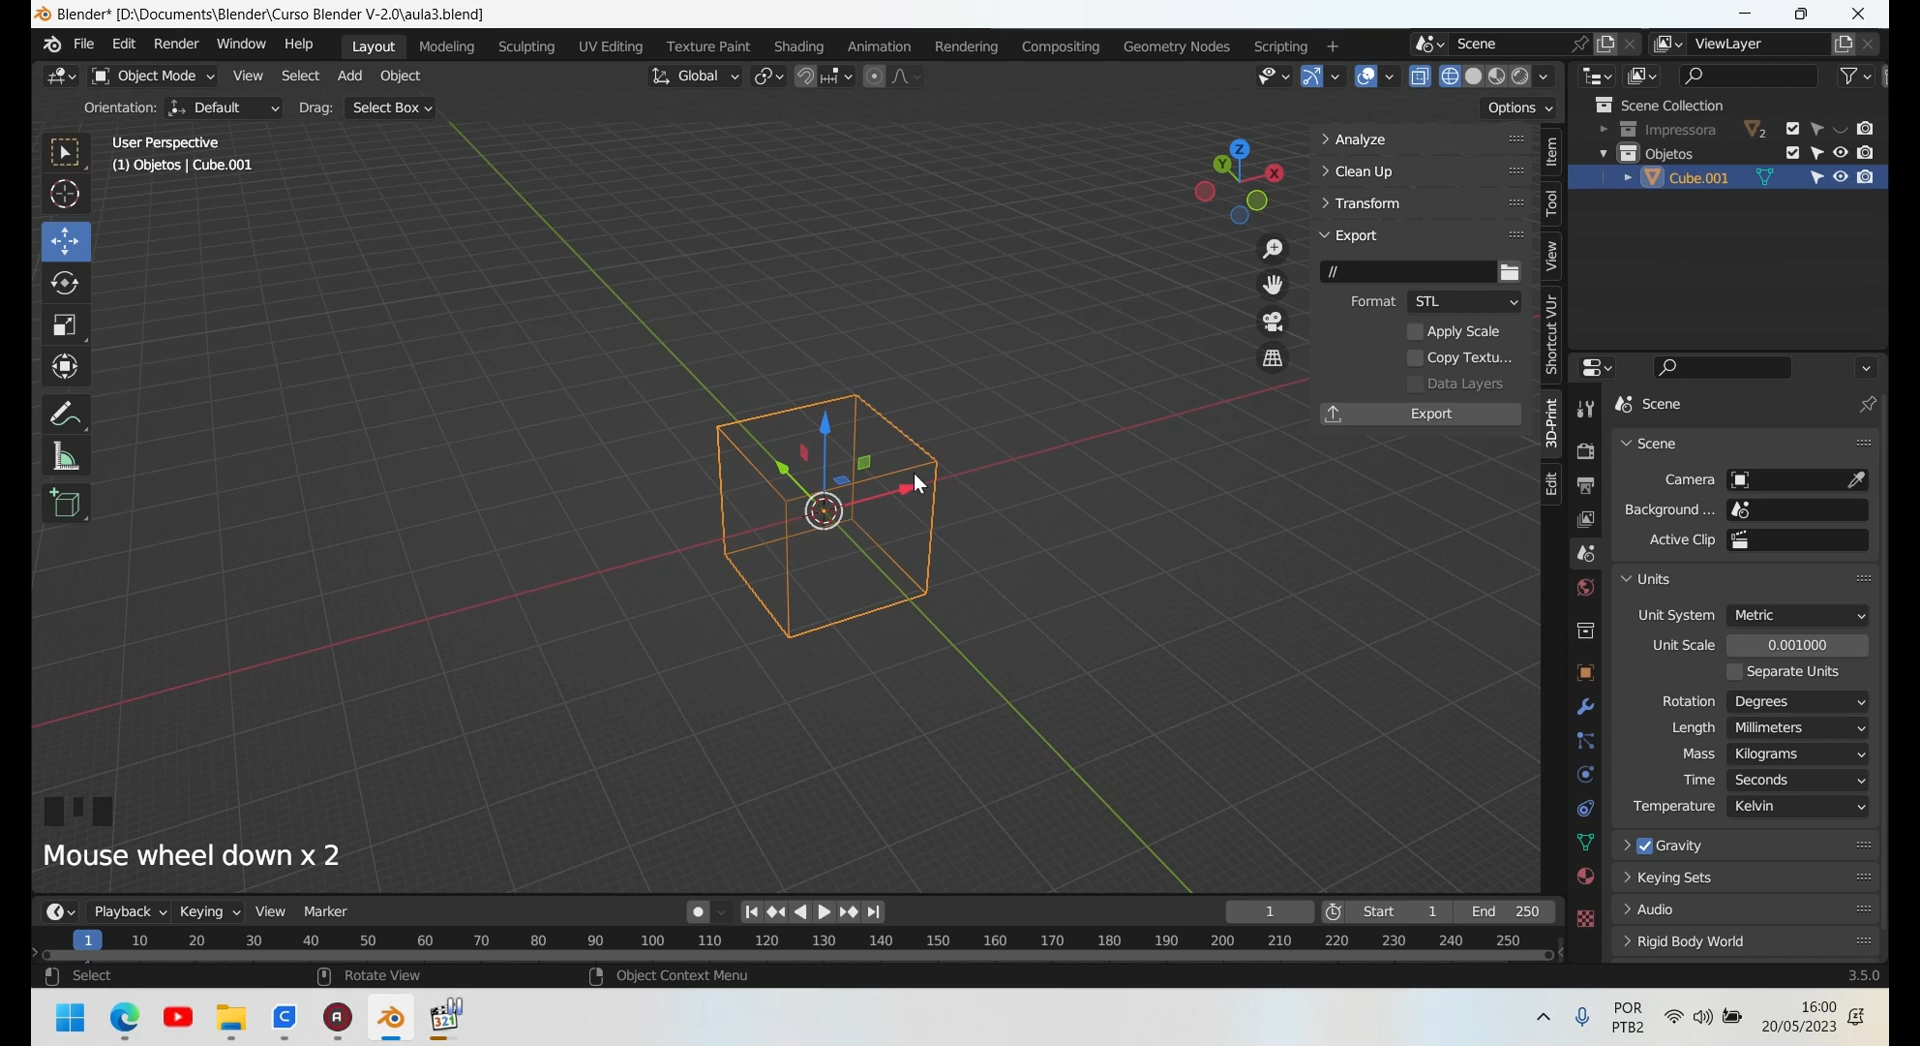 Blender* [D:\Documents\Blender\Curso Blender V-2.0\aula3.blend]
File Edit Render Window Help Layout Modeling Sculpting UV Editing Texture Paint Shading Animation Rendering Compositing Geometry Nodes Scripting + Scene ViewLayer
Object Mode View Select Add Object Global
Orientation: Default Drag: Select Box Options
User Perspective
(1) Objetos | Cube.001
Z
Y
X
Analyze
Clean Up
Transform
Export
//
Format STL
Apply Scale
Copy Textu...
Data Layers
Export
Item
Tool
View
Shortcut VUr
3D-Print
Edit
Scene Collection
Impressora 2
Objetos
Cube.001
Scene
Scene
Camera
Background ...
Active Clip
Units
Unit System Metric
Unit Scale 0.001000
Separate Units
Rotation Degrees
Length Millimeters
Mass Kilograms
Time Seconds
Temperature Kelvin
Gravity
Keying Sets
Audio
Rigid Body World
Mouse wheel down x 2
Playback Keying View Marker 1 Start 1 End 250
1 10 20 30 40 50 60 70 80 90 100 110 120 130 140 150 160 170 180 190 200 210 220 230 240 250
Select Rotate View Object Context Menu 3.5.0
C A 321
POR
PTB2
16:00
20/05/2023